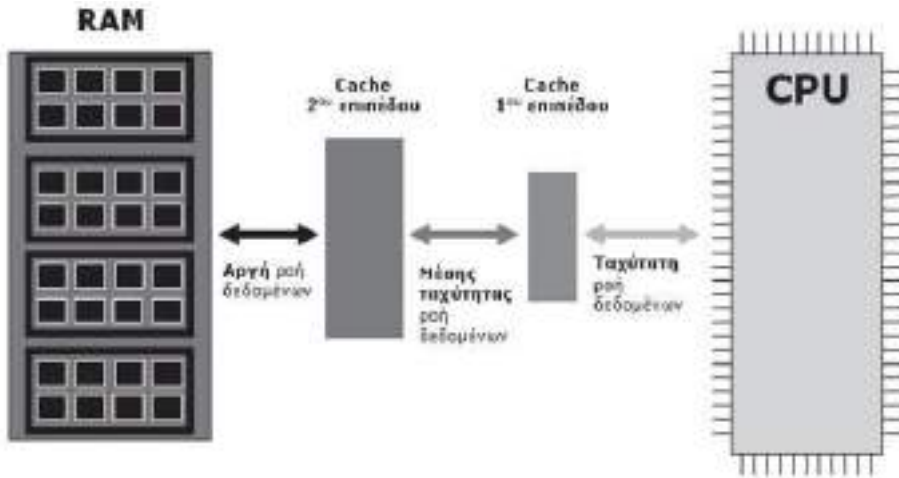 RAM
Cache
2ου επιπέδου
Cache
1ου επιπέδου
CPU
Αργή ροή
δεδομένων
Μέσης
ταχύτητας
ροή
δεδομένων
Ταχύτατη
ροή
δεδομένων